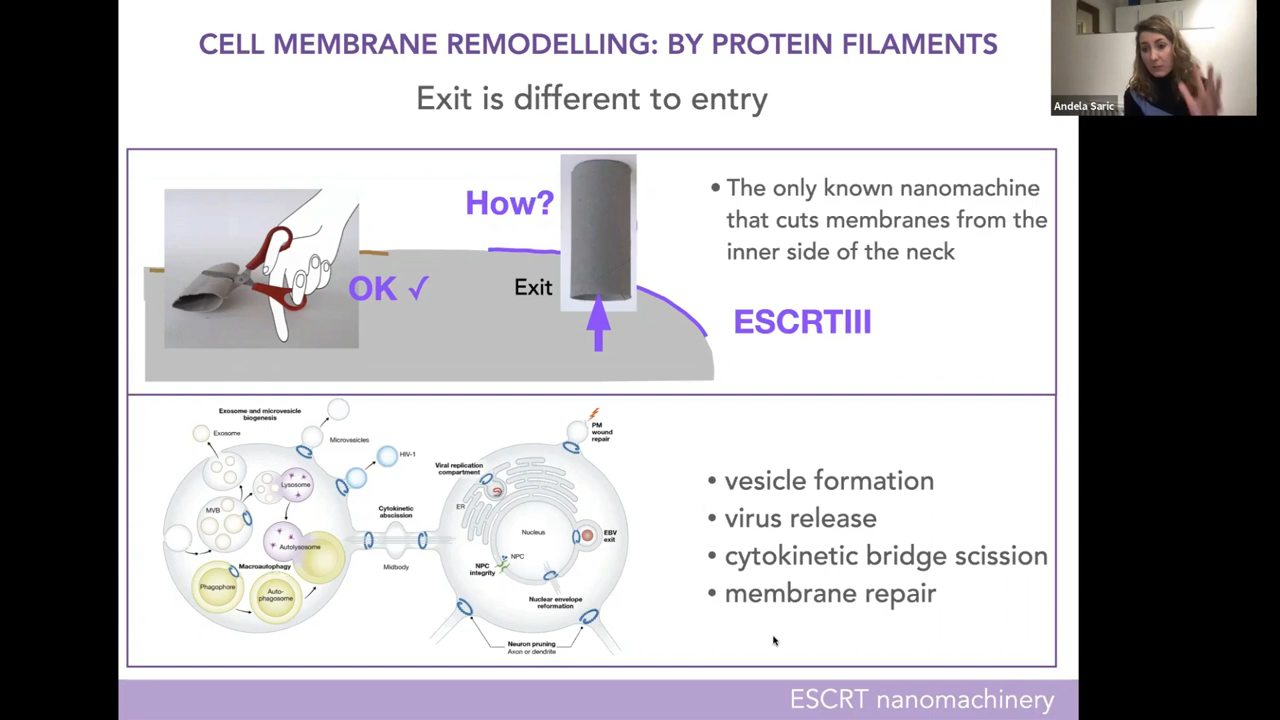 CELL MEMBRANE REMODELLING: BY PROTEIN FILAMENTS
Exit is different to entry
Andela Saric
How?
OK ✓
Exit
• The only known nanomachine
that cuts membranes from the
inner side of the neck
ESCRTIII
Exosome and microvesicle
biogenesis
Exosome
Microvesicles
HIV-1
Lysosome
MVB
Autolysosome
Macroautophagy
Phagophore
Auto-
phagosome
Cytokinetic
abscission
Midbody
Viral replication
compartment
ER
PM
wound
repair
Nucleus
EBV
exit
NPC
NPC
integrity
Nuclear envelope
reformation
Neuron pruning
Axon or dendrite
• vesicle formation
• virus release
• cytokinetic bridge scission
• membrane repair
ESCRT nanomachinery